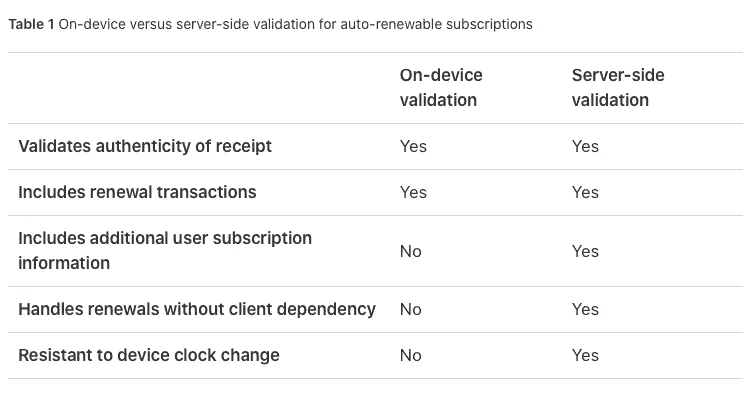 Table 1 On-device versus server-side validation for auto-renewable subscriptions
On-device Server-side
validation validation
Validates authenticity of receipt Yes Yes
Includes renewal transactions Yes Yes
Includes additional user subscription
information No Yes
Handles renewals without client dependency No Yes
Resistant to device clock change No Yes